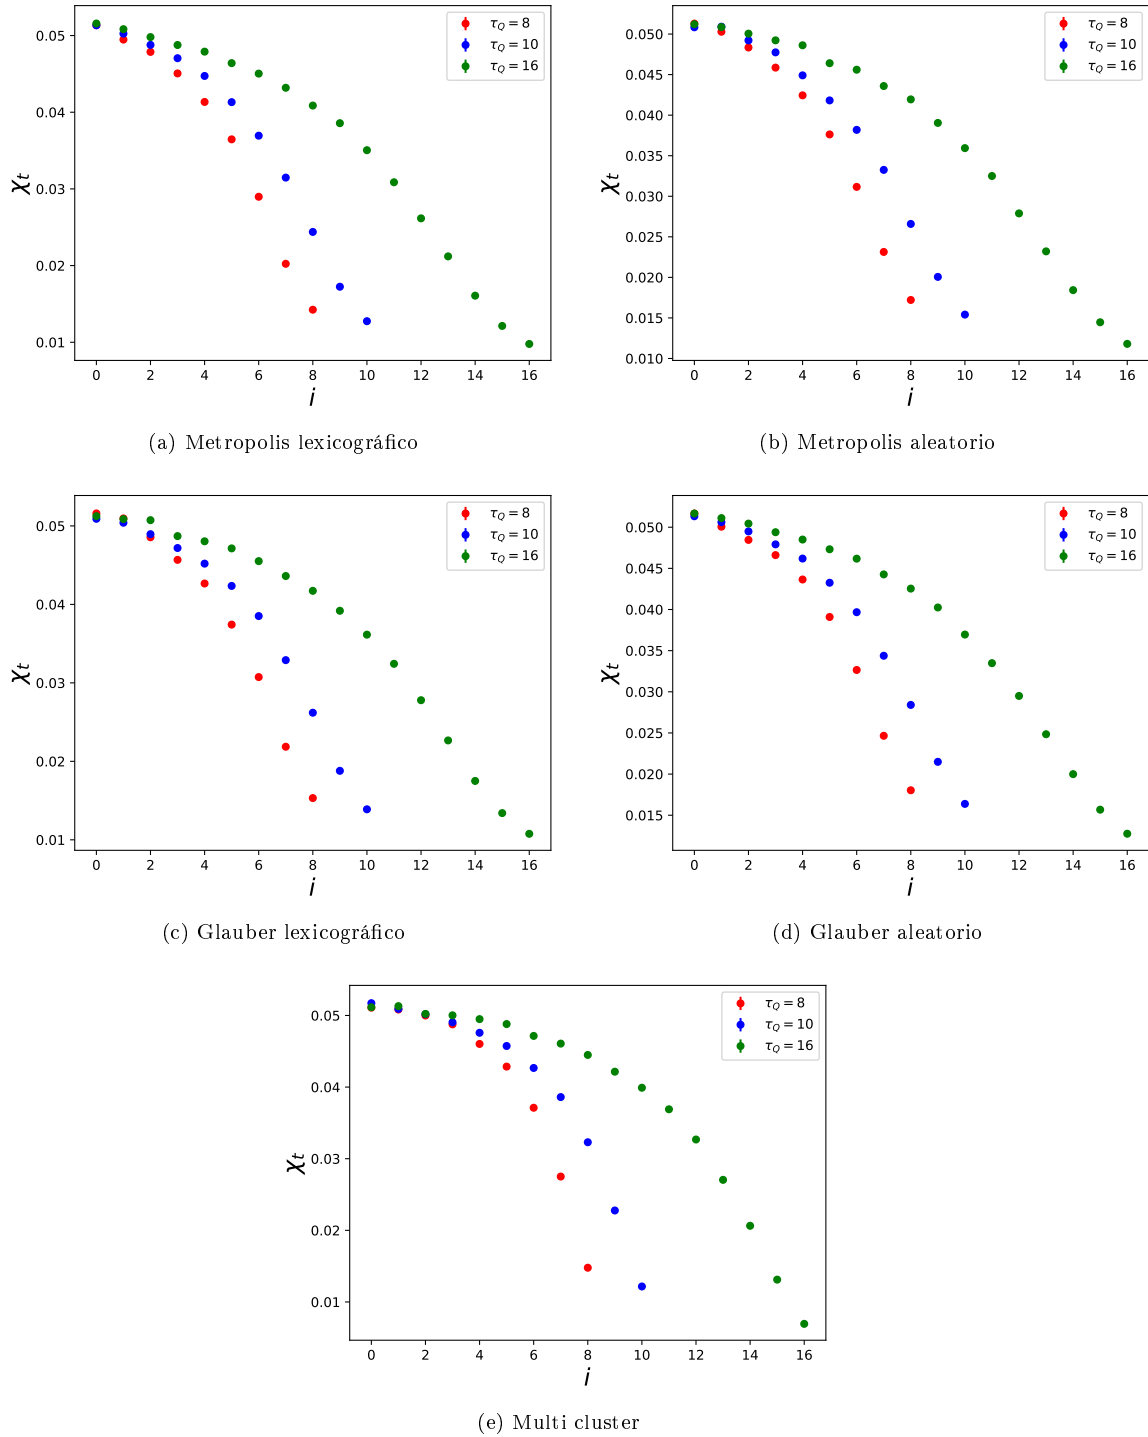 0.05
0.04
0.03
0.02
0.01
χt
0 2 4 6 8 10 12 14 16
i
τQ = 8
τQ = 10
τQ = 16
(a) Metropolis lexicográfico
0.050
0.045
0.040
0.035
0.030
0.025
0.020
0.015
0.010
χt
0 2 4 6 8 10 12 14 16
i
τQ = 8
τQ = 10
τQ = 16
(b) Metropolis aleatorio
0.05
0.04
0.03
0.02
0.01
χt
0 2 4 6 8 10 12 14 16
i
τQ = 8
τQ = 10
τQ = 16
(c) Glauber lexicográfico
0.050
0.045
0.040
0.035
0.030
0.025
0.020
0.015
χt
0 2 4 6 8 10 12 14 16
i
τQ = 8
τQ = 10
τQ = 16
(d) Glauber aleatorio
0.05
0.04
0.03
0.02
0.01
χt
0 2 4 6 8 10 12 14 16
i
τQ = 8
τQ = 10
τQ = 16
(e) Multi cluster